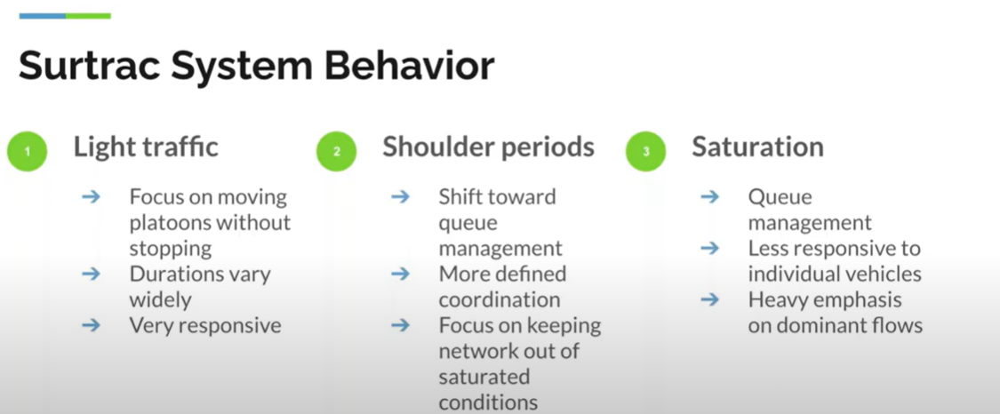 Surtrac System Behavior
1
Light traffic
➔ Focus on moving
platoons without
stopping
➔ Durations vary
widely
➔ Very responsive
2
Shoulder periods
➔ Shift toward
queue
management
➔ More defined
coordination
➔ Focus on keeping
network out of
saturated
conditions
3
Saturation
➔ Queue
management
➔ Less responsive to
individual vehicles
➔ Heavy emphasis
on dominant flows